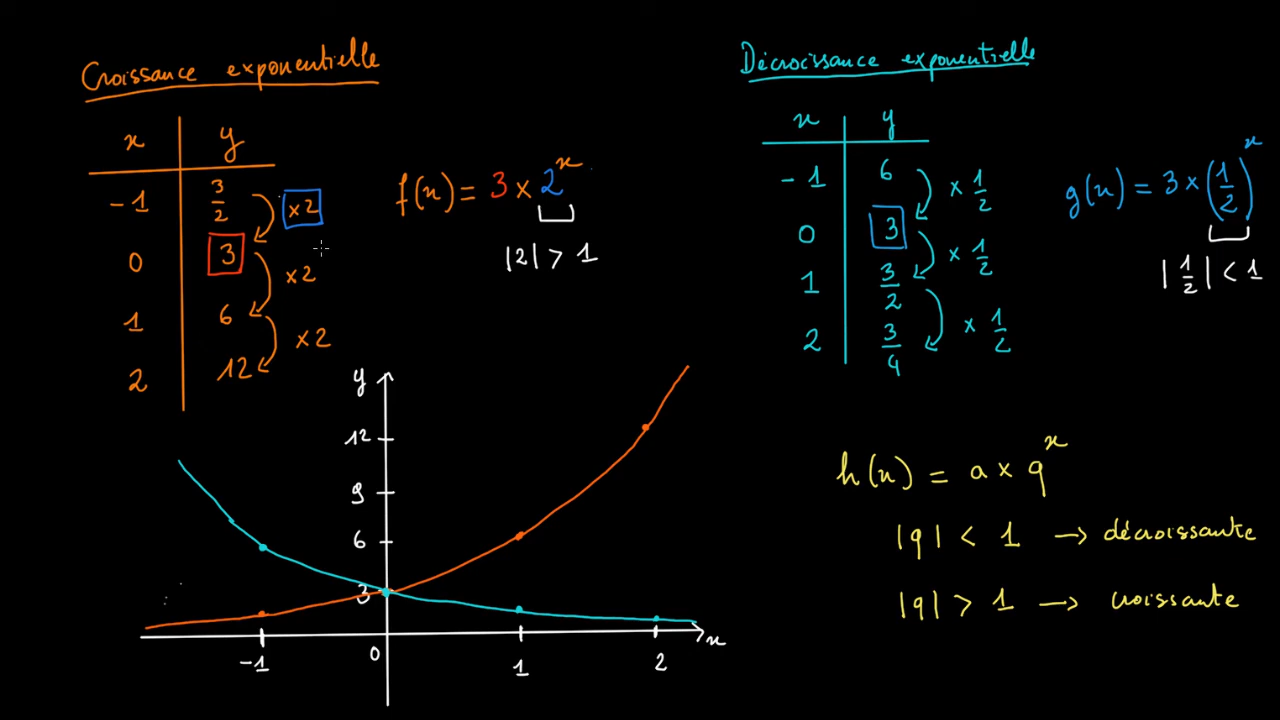 Croissance exponentielle
x y
-1 3/2 ×2
0 3 ×2
1 6 ×2
2 12
f(x) = 3 × 2^x
|2| > 1
Décroissance exponentielle
x y
-1 6 × 1/2
0 3 × 1/2
1 3/2 × 1/2
2 3/4
g(x) = 3 × (1/2)^x
|1/2| < 1
y
12
9
6
3
-1 0 1 2 x
h(x) = a × q^x
|q| < 1 → décroissante
|q| > 1 → croissante